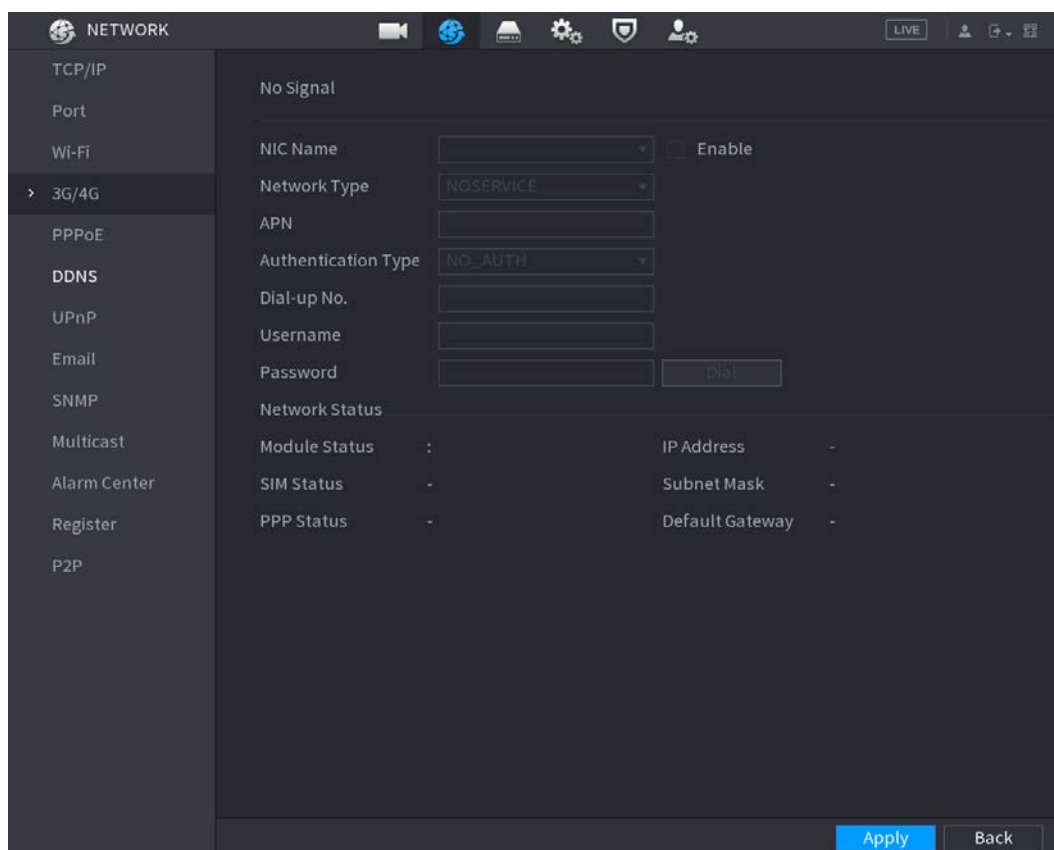 NETWORK
LIVE
TCP/IP
Port
Wi-Fi
3G/4G
PPPoE
DDNS
UPnP
Email
SNMP
Multicast
Alarm Center
Register
P2P
No Signal
NIC Name
Enable
Network Type NOSERVICE
APN
Authentication Type NO_AUTH
Dial-up No.
Username
Password Dial
Network Status
Module Status : IP Address -
SIM Status - Subnet Mask -
PPP Status - Default Gateway -
Apply Back